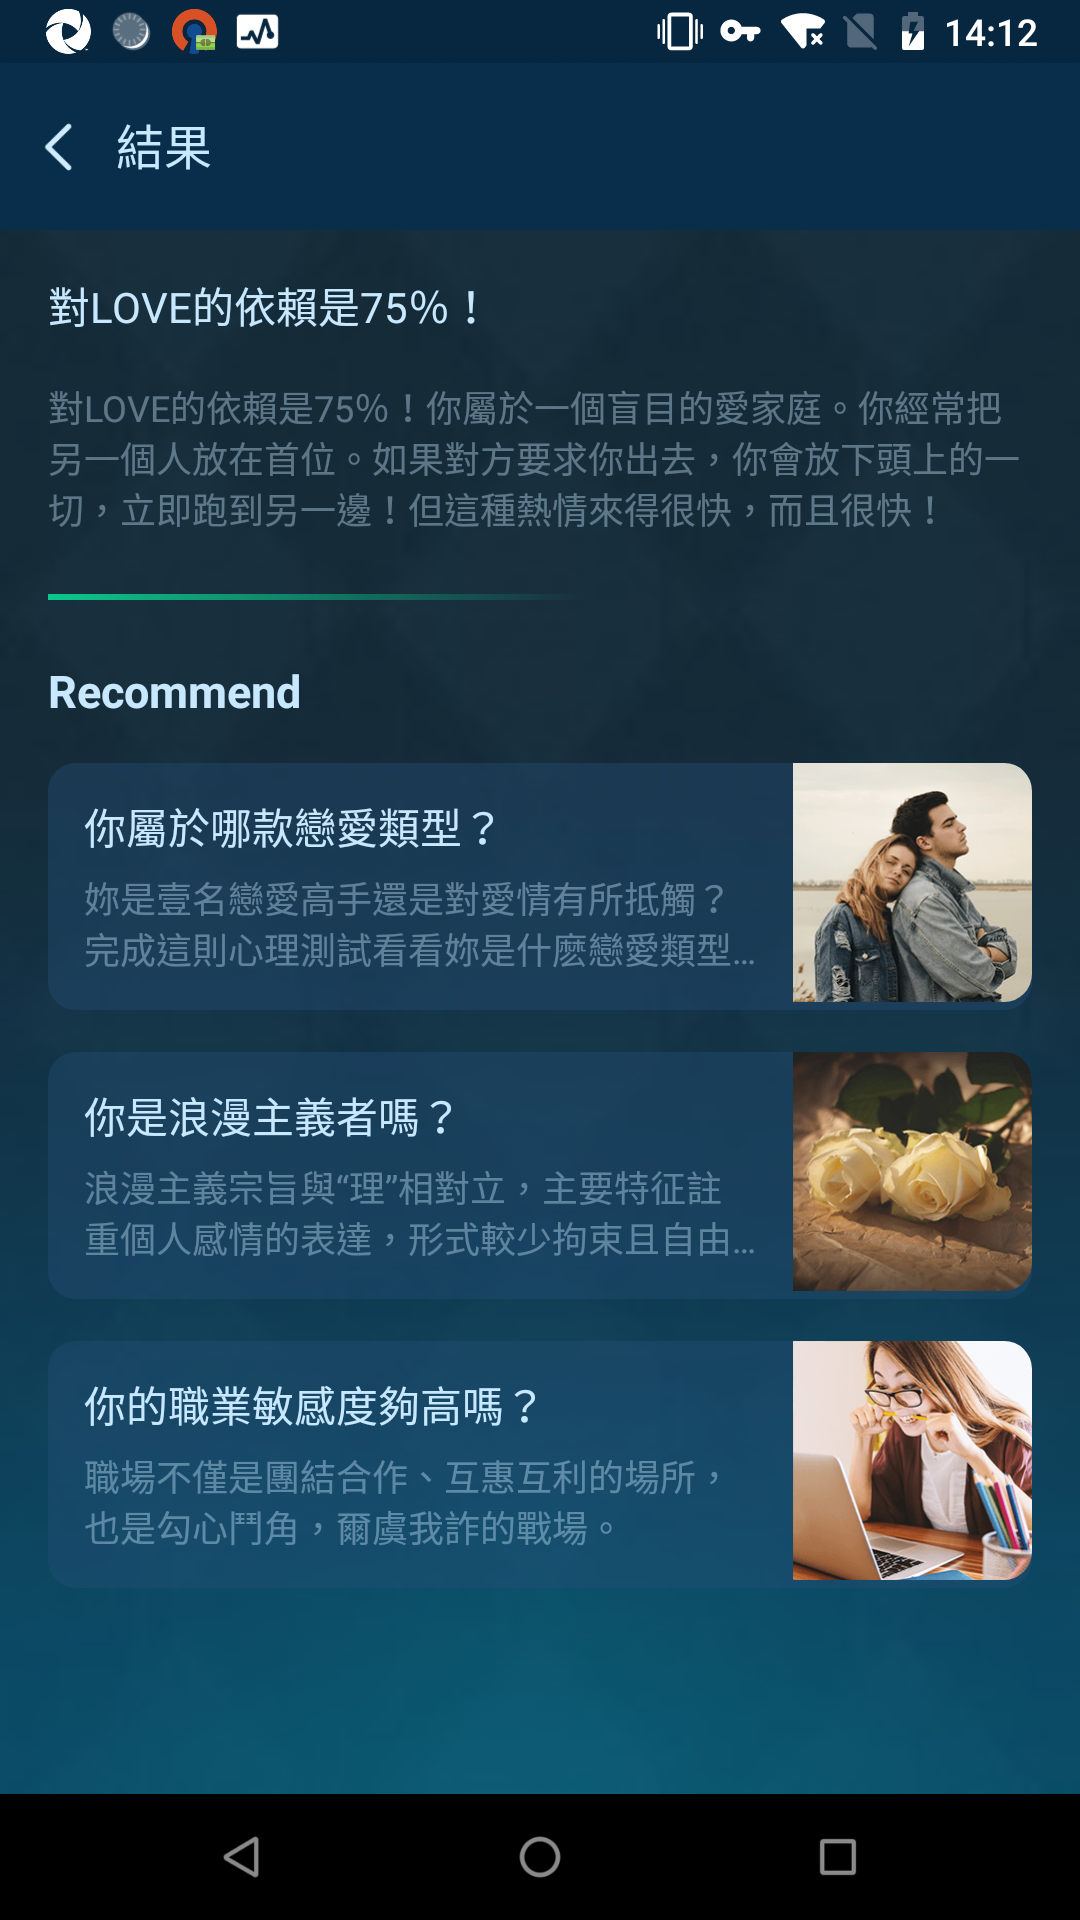 14:12
結果
對LOVE的依賴是75%！
對LOVE的依賴是75%！你屬於一個盲目的愛家庭。你經常把
另一個人放在首位。如果對方要求你出去，你會放下頭上的一
切，立即跑到另一邊！但這種熱情來得很快，而且很快！
Recommend
你屬於哪款戀愛類型？
妳是壹名戀愛高手還是對愛情有所抵觸？
完成這則心理測試看看妳是什麽戀愛類型...
你是浪漫主義者嗎？
浪漫主義宗旨與“理”相對立，主要特征註
重個人感情的表達，形式較少拘束且自由...
你的職業敏感度夠高嗎？
職場不僅是團結合作、互惠互利的場所，
也是勾心鬥角，爾虞我詐的戰場。